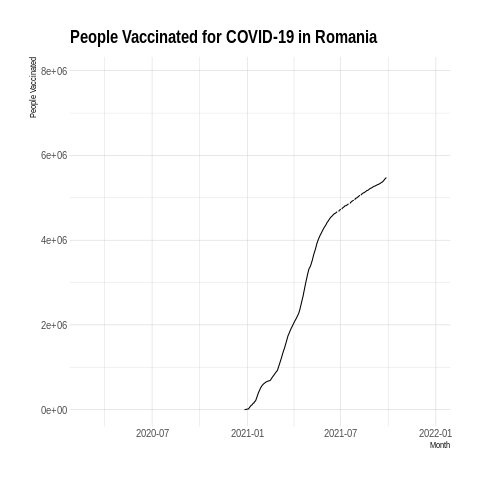 People Vaccinated for COVID-19 in Romania
People Vaccinated
8e+06
6e+06
4e+06
2e+06
0e+00
2020-07 2021-01 2021-07 2022-01
Month